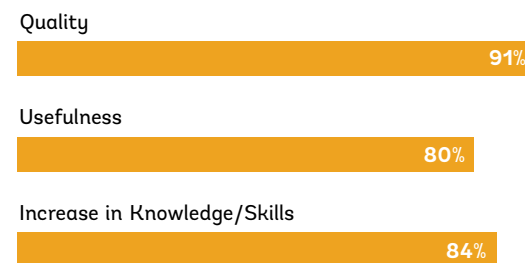 Quality
91%
Usefulness
80%
Increase in Knowledge/Skills
84%